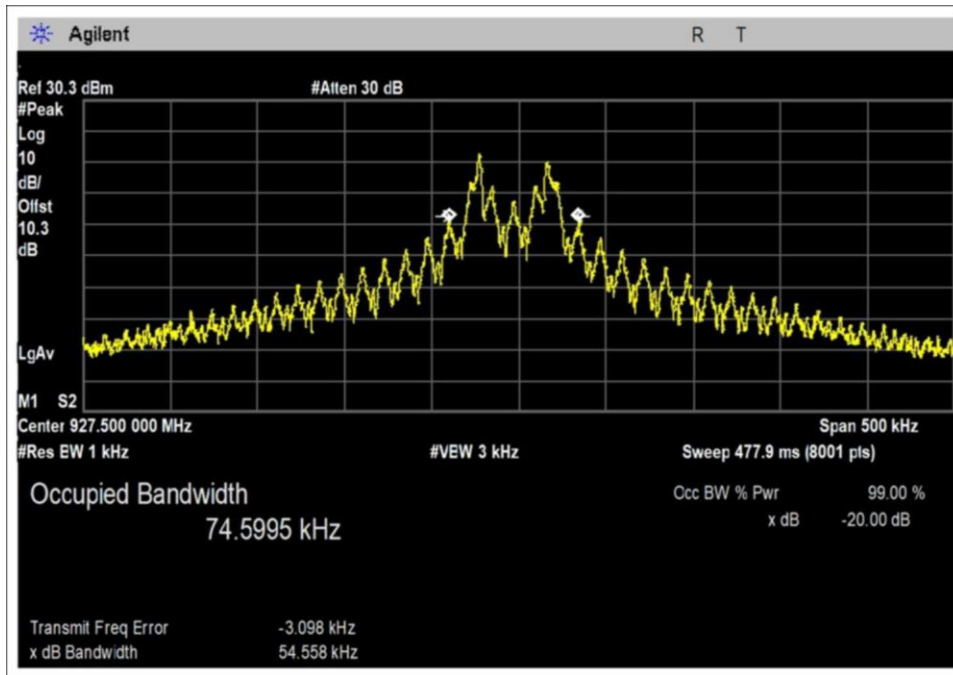 Agilent R T
Ref 30.3 dBm #Atten 30 dB
#Peak
Log
10
dB/
Offst
10.3
dB
LgAv
M1 S2
Center 927.500 000 MHz Span 500 kHz
#Res BW 1 kHz #VBW 3 kHz Sweep 477.9 ms (8001 pts)
Occupied Bandwidth Occ BW % Pwr 99.00 %
74.5995 kHz x dB -20.00 dB
Transmit Freq Error -3.098 kHz
x dB Bandwidth 54.558 kHz